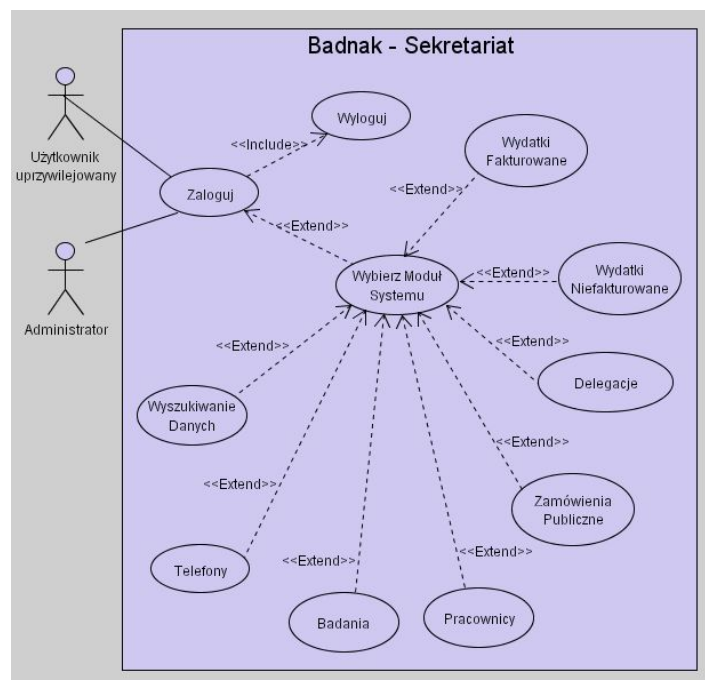 Badnak - Sekretariat
Wyloguj
<<Include>>
Wydatki
Fakturowane
Użytkownik
uprzywilejowany
Zaloguj
<<Extend>>
<<Extend>>
Wybierz Moduł
Systemu
<<Extend>>
Wydatki
Niefakturowane
Administrator
<<Extend>>
<<Extend>>
Delegacje
Wyszukiwanie
Danych
<<Extend>>
<<Extend>>
Zamówienia
Publiczne
<<Extend>>
<<Extend>>
Telefony
Badania
Pracownicy